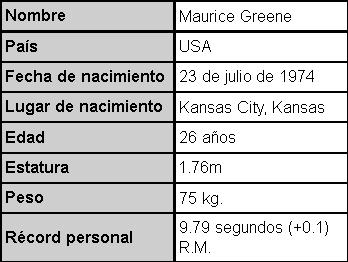 Nombre Maurice Greene
País USA
Fecha de nacimiento 23 de julio de 1974
Lugar de nacimiento Kansas City, Kansas
Edad 26 años
Estatura 1.76m
Peso 75 kg.
Récord personal 9.79 segundos (+0.1)
R.M.